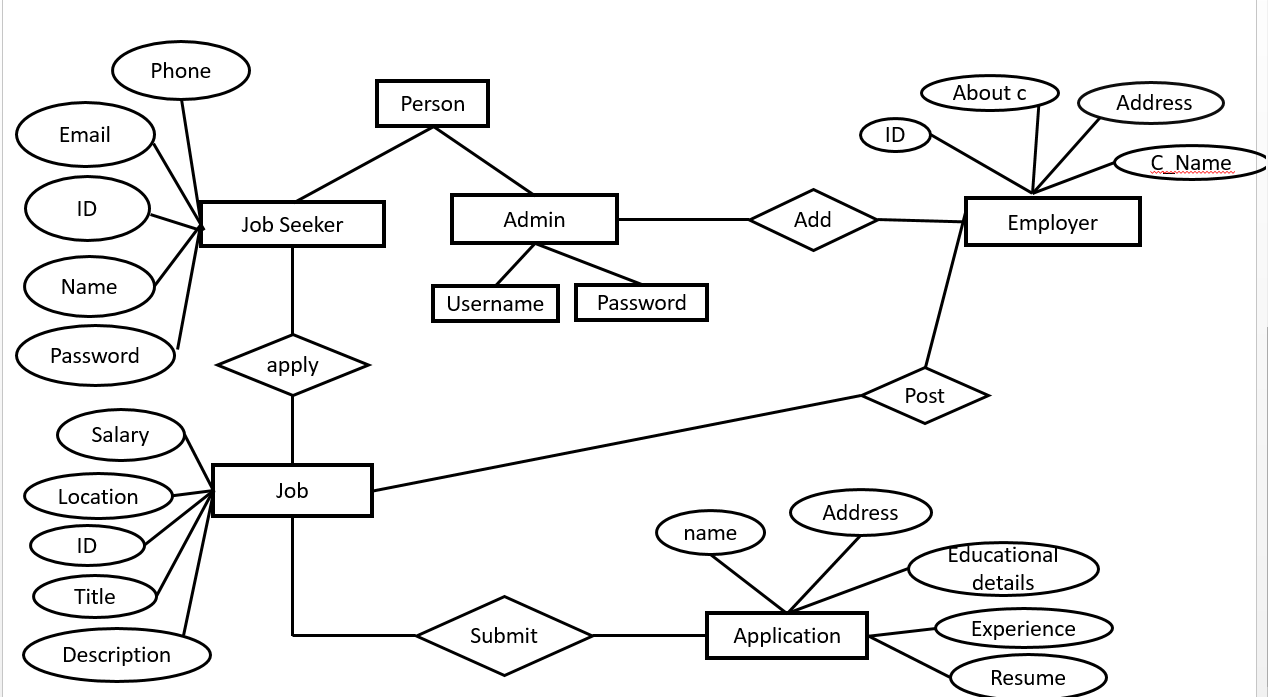 Phone
Person
About c
Address
Email
ID
C_Name
ID
Job Seeker
Admin
Add
Employer
Name
Username
Password
Password
apply
Post
Salary
Job
Location
name
Address
ID
Educational
details
Title
Submit
Application
Experience
Description
Resume